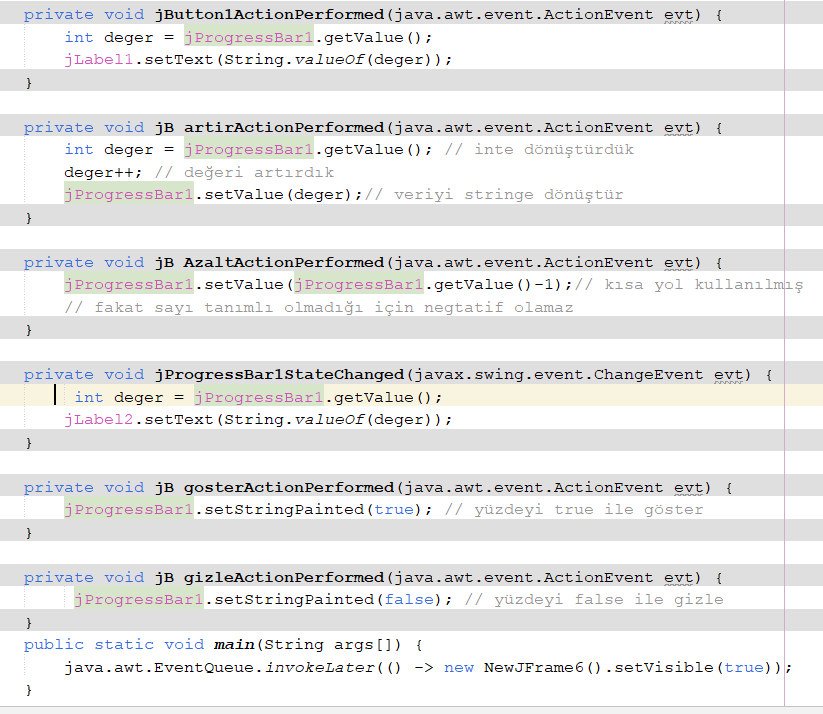 private void jButton1ActionPerformed(java.awt.event.ActionEvent evt) {
int deger = jProgressBar1.getValue();
jLabel1.setText(String.valueOf(deger));
}
private void jB artirActionPerformed(java.awt.event.ActionEvent evt) {
int deger = jProgressBar1.getValue(); // inte dönüştürdük
deger++; // değeri artırdık
jProgressBar1.setValue(deger);// veriyi stringe dönüştür
}
private void jB AzaltActionPerformed(java.awt.event.ActionEvent evt) {
jProgressBar1.setValue(jProgressBar1.getValue()-1);// kısa yol kullanılmış
// fakat sayı tanımlı olmadığı için negtatif olamaz
}
private void jProgressBar1StateChanged(javax.swing.event.ChangeEvent evt) {
int deger = jProgressBar1.getValue();
jLabel2.setText(String.valueOf(deger));
}
private void jB gosterActionPerformed(java.awt.event.ActionEvent evt) {
jProgressBar1.setStringPainted(true); // yüzdeyi true ile göster
}
private void jB gizleActionPerformed(java.awt.event.ActionEvent evt) {
jProgressBar1.setStringPainted(false); // yüzdeyi false ile gizle
}
public static void main(String args[]) {
java.awt.EventQueue.invokeLater(() -> new NewJFrame6().setVisible(true));
}